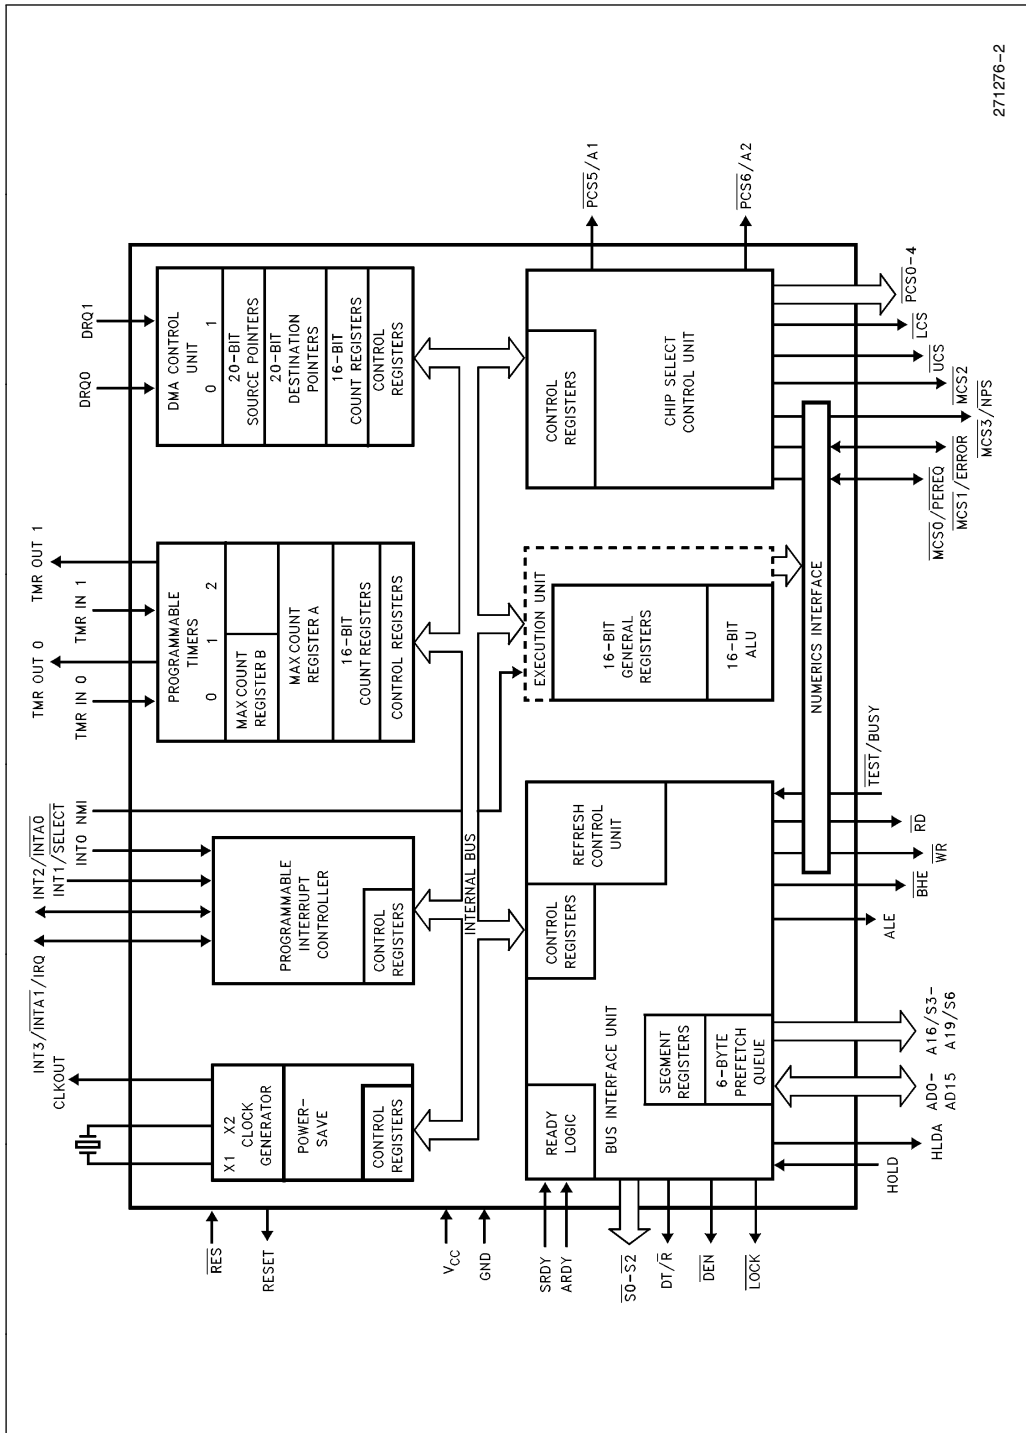 INT3/INTA1/IRQ
INT2/INTA0
INT1/SELECT
INT0 NMI
TMR OUT 1
TMR IN 1
TMR OUT 0
TMR IN 0
DRQ1
DRQ0
CLKOUT
X1 X2
CLOCK
GENERATOR
POWER-
SAVE
CONTROL
REGISTERS
PROGRAMMABLE
INTERRUPT
CONTROLLER
CONTROL
REGISTERS
PROGRAMMABLE
TIMERS
0 1 2
MAX COUNT
REGISTER B
MAX COUNT
REGISTER A
16-BIT
COUNT REGISTERS
CONTROL REGISTERS
DMA CONTROL
UNIT
0 1
20-BIT
SOURCE POINTERS
20-BIT
DESTINATION
POINTERS
16-BIT
COUNT REGISTERS
CONTROL
REGISTERS
RES
RESET
VCC
GND
INTERNAL BUS
SRDY
ARDY
S0-S2
DT/R
DEN
LOCK
READY
LOGIC
BUS INTERFACE UNIT
CONTROL
REGISTERS
REFRESH
CONTROL
UNIT
SEGMENT
REGISTERS
6-BYTE
PREFETCH
QUEUE
EXECUTION UNIT
16-BIT
GENERAL
REGISTERS
16-BIT
ALU
CONTROL
REGISTERS
CHIP SELECT
CONTROL UNIT
PCS5/A1
PCS6/A2
NUMERICS INTERFACE
HOLD
HLDA
AD0-
AD15
A16/S3-
A19/S6
ALE
BHE
WR
RD
TEST/BUSY
MCS0/PEREQ
MCS1/ERROR
MCS3/NPS
MCS2
UCS
LCS
PCS0-4
271276-2